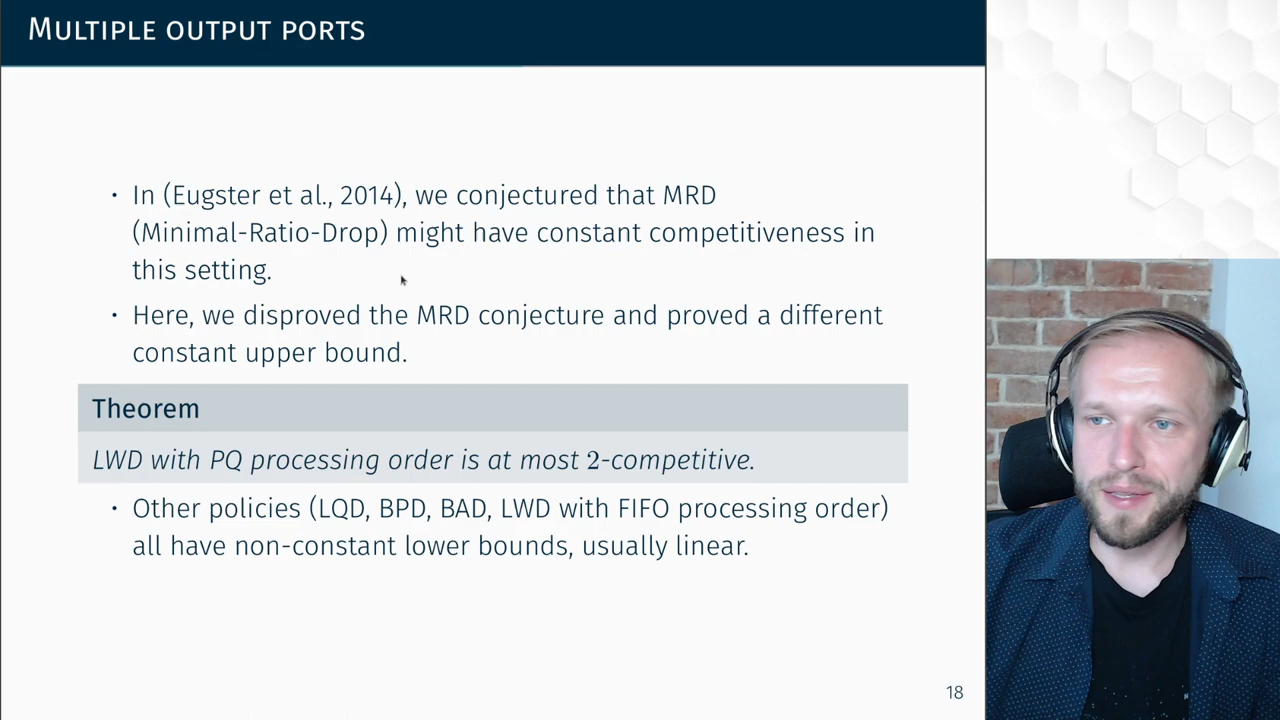 MULTIPLE OUTPUT PORTS
· In (Eugster et al., 2014), we conjectured that MRD
(Minimal-Ratio-Drop) might have constant competitiveness in
this setting.
· Here, we disproved the MRD conjecture and proved a different
constant upper bound.
Theorem
LWD with PQ processing order is at most 2-competitive.
· Other policies (LQD, BPD, BAD, LWD with FIFO processing order)
all have non-constant lower bounds, usually linear.
18